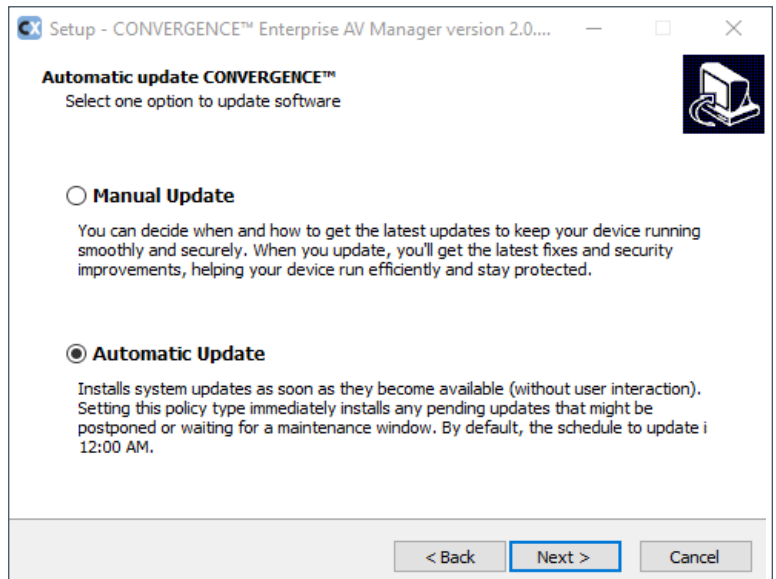 CX Setup - CONVERGENCE™ Enterprise AV Manager version 2.0....
Automatic update CONVERGENCE™
Select one option to update software
Manual Update
You can decide when and how to get the latest updates to keep your device running
smoothly and securely. When you update, you'll get the latest fixes and security
improvements, helping your device run efficiently and stay protected.
Automatic Update
Installs system updates as soon as they become available (without user interaction).
Setting this policy type immediately installs any pending updates that might be
postponed or waiting for a maintenance window. By default, the schedule to update i
12:00 AM.
< Back Next > Cancel